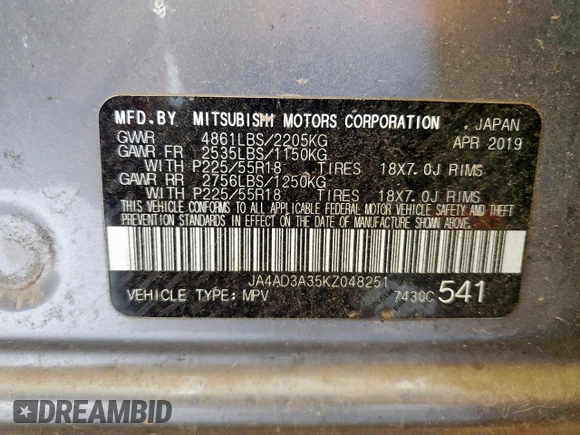 MFD.BY MITSUBISHI MOTORS CORPORATION , JAPAN
GVWR 4861LBS/2205KG APR 2019
GAWR FR 2535LBS/1150KG
WITH P225/55R18 TIRES 18X7.0J RIMS
GAWR RR 2756LBS/1250KG
WITH P225/55R18 TIRES 18X7.0J RIMS
THIS VEHICLE CONFORMS TO ALL APPLICABLE FEDERAL MOTOR VEHICLE SAFETY AND THEFT
PREVENTION STANDARDS IN EFFECT ON THE DATE OF MANUFACTURE SHOWN ABOVE.
JA4AD3A35KZ048251
VEHICLE TYPE: MPV 7430C 541
DREAMBID